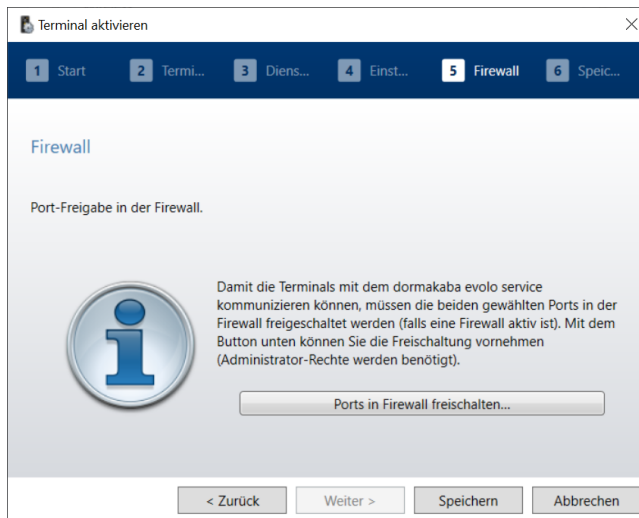 Terminal aktivieren
1 Start 2 Termi... 3 Diens... 4 Einst... 5 Firewall 6 Speic...
Firewall
Port-Freigabe in der Firewall.
Damit die Terminals mit dem dormakaba evolo service
kommunizieren können, müssen die beiden gewählten Ports in der
Firewall freigeschaltet werden (falls eine Firewall aktiv ist). Mit dem
Button unten können Sie die Freischaltung vornehmen
(Administrator-Rechte werden benötigt).
Ports in Firewall freischalten...
< Zurück Weiter > Speichern Abbrechen